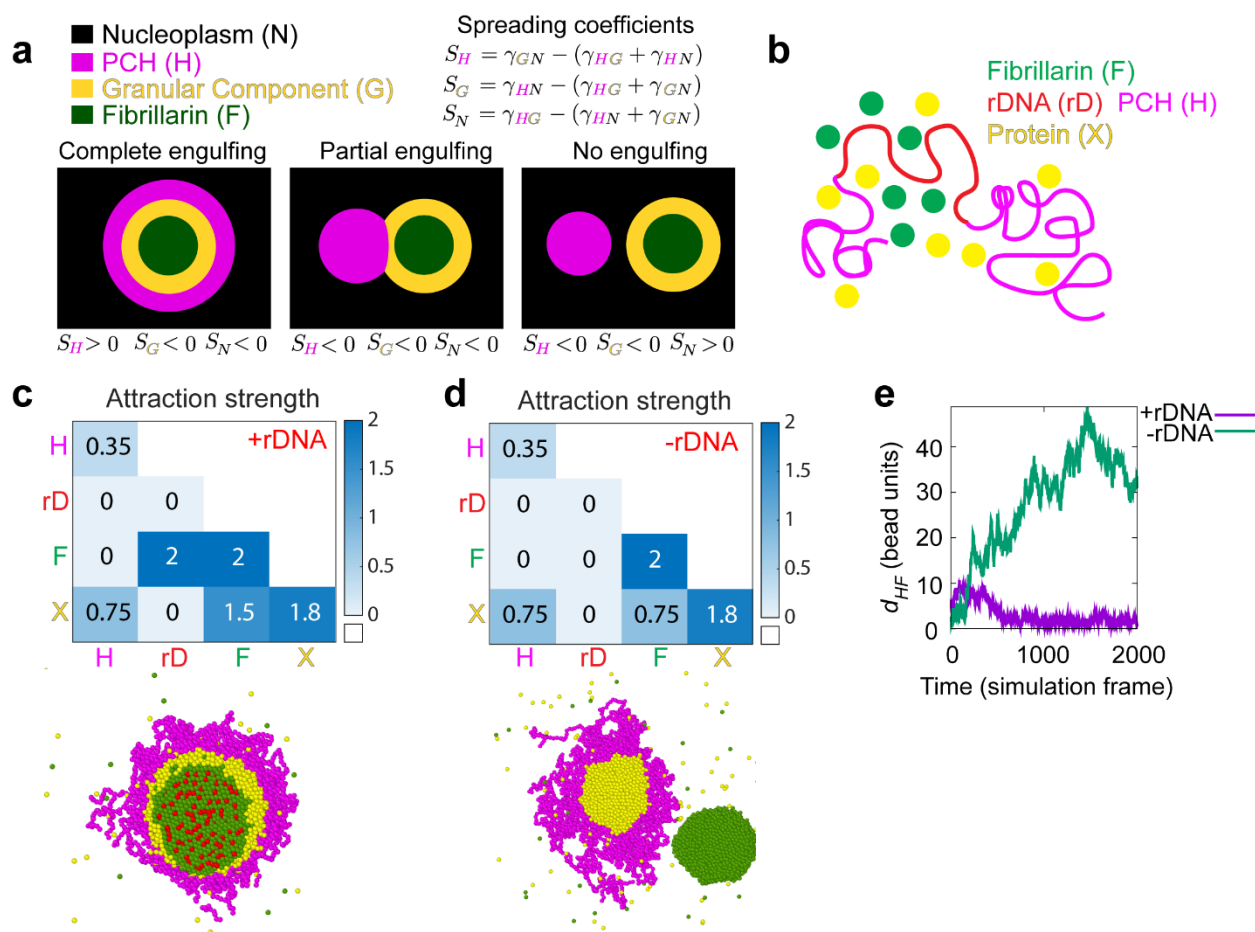 a
Nucleoplasm (N)
PCH (H)
Granular Component (G)
Fibrillarin (F)
Spreading coefficients
S_H = γ_GN − (γ_HG + γ_HN)
S_G = γ_HN − (γ_HG + γ_GN)
S_N = γ_HG − (γ_HN + γ_GN)
Complete engulfing
Partial engulfing
No engulfing
S_H > 0 S_G < 0 S_N < 0
S_H < 0 S_G < 0 S_N < 0
S_H < 0 S_G < 0 S_N > 0
b
Fibrillarin (F)
rDNA (rD) PCH (H)
Protein (X)
c
Attraction strength
+rDNA
H 0.35
rD 0 0
F 0 2 2
X 0.75 0 1.5 1.8
H rD F X
2
1.5
1
0.5
0
d
Attraction strength
-rDNA
H 0.35
rD 0 0
F 0 0 2
X 0.75 0 0.75 1.8
H rD F X
2
1.5
1
0.5
0
e
+rDNA
-rDNA
d_HF (bead units)
40
30
20
10
0
0 1000 2000
Time (simulation frame)